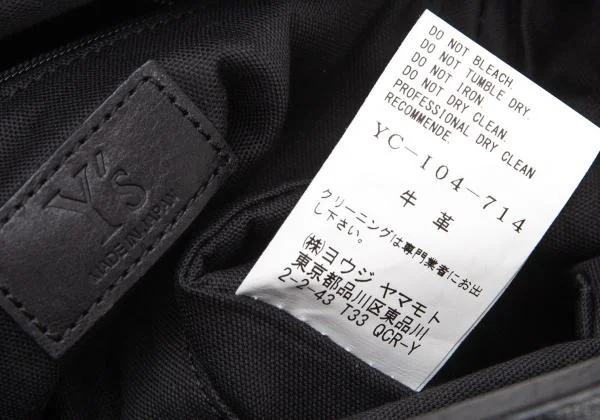 Y's
MADE IN JAPAN
DO NOT BLEACH.
DO NOT TUMBLE DRY.
DO NOT IRON.
DO NOT DRY CLEAN.
PROFESSIONAL DRY CLEAN
RECOMMENDE.
YC-I04-714
牛 革
クリーニングは専門業者にお出
し下さい。
(株)ヨウジ ヤマモト
東京都品川区東品川
2-2-43 T33 QCR-Y